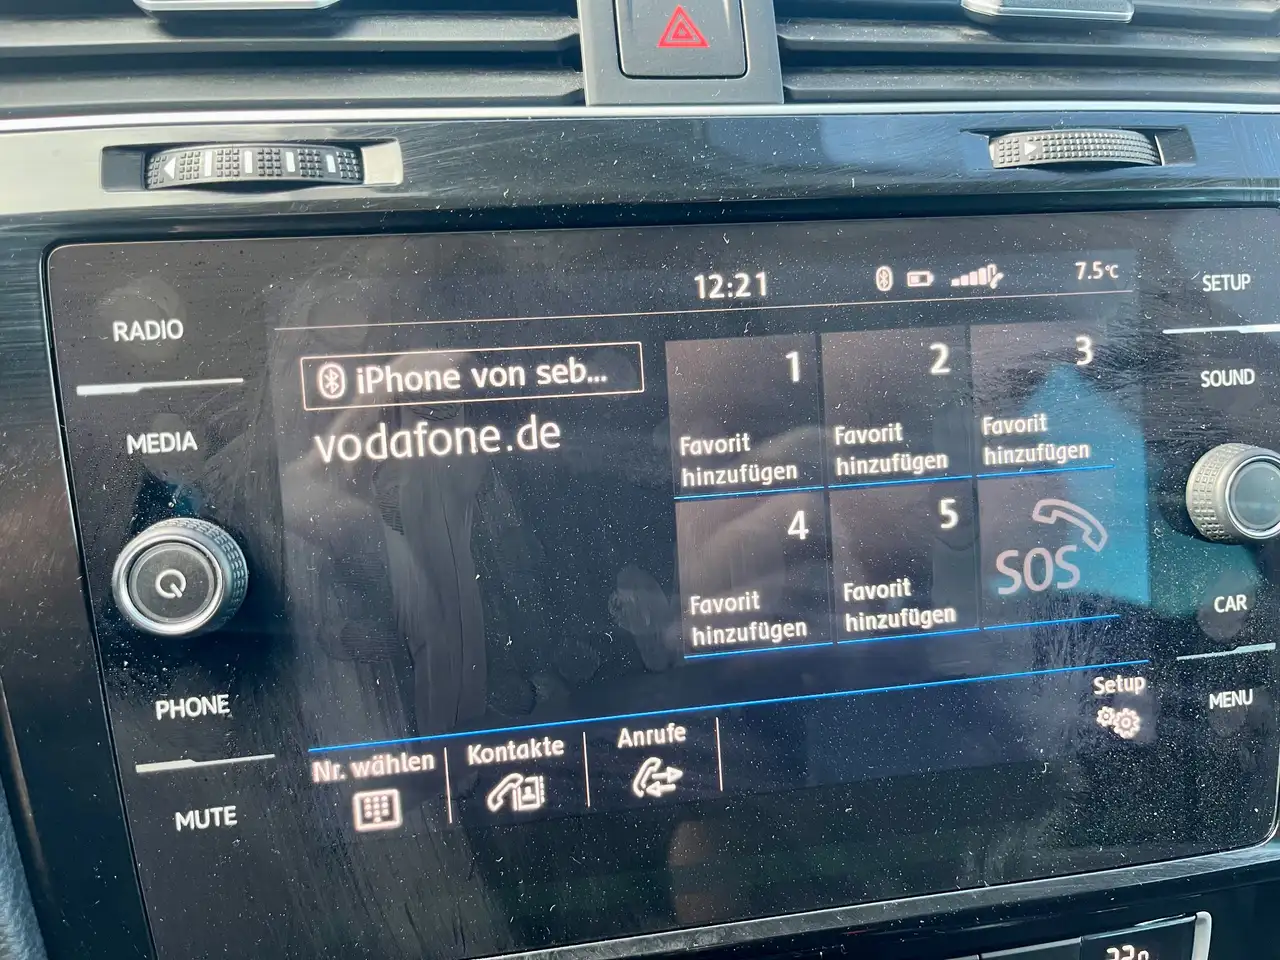 12:21
7.5°C
RADIO
MEDIA
PHONE
MUTE
iPhone von seb...
vodafone.de
1
Favorit
hinzufügen
2
Favorit
hinzufügen
3
Favorit
hinzufügen
4
Favorit
hinzufügen
5
Favorit
hinzufügen
SOS
Nr. wählen
Kontakte
Anrufe
Setup
SETUP
SOUND
CAR
MENU